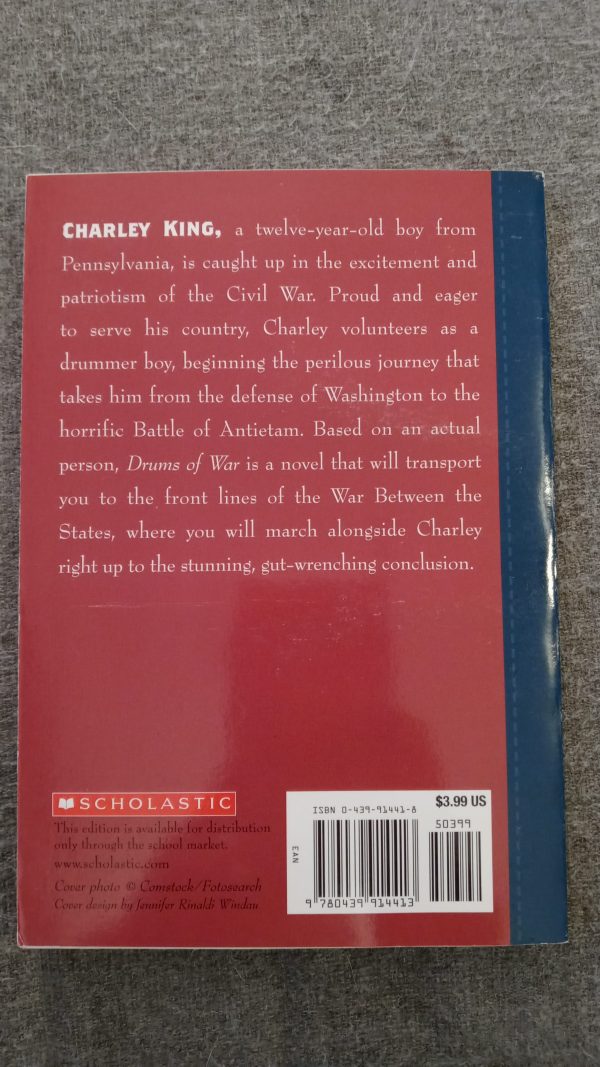 CHARLEY KING, a twelve-year-old boy from
Pennsylvania, is caught up in the excitement and
patriotism of the Civil War. Proud and eager
to serve his country, Charley volunteers as a
drummer boy, beginning the perilous journey that
takes him from the defense of Washington to the
horrific Battle of Antietam. Based on an actual
person, Drums of War is a novel that will transport
you to the front lines of the War Between the
States, where you will march alongside Charley
right up to the stunning, gut-wrenching conclusion.
SCHOLASTIC
This edition is available for distribution
only through the school market.
www.scholastic.com
Cover photo © Comstock/Fotosearch
Cover design by Jennifer Rinaldi Windau
ISBN 0-439-91441-8
$3.99 US
50399
EAN
9 780439 914413